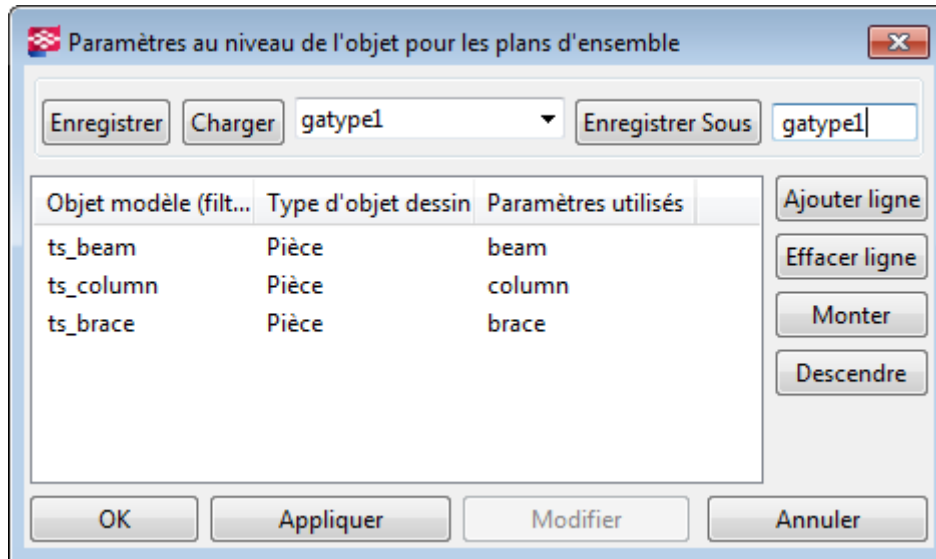 Paramètres au niveau de l'objet pour les plans d'ensemble
Enregistrer Charger gatype1 Enregistrer Sous gatype1
Objet modèle (filt... Type d'objet dessin Paramètres utilisés
ts_beam Pièce beam
ts_column Pièce column
ts_brace Pièce brace
Ajouter ligne
Effacer ligne
Monter
Descendre
OK Appliquer Modifier Annuler